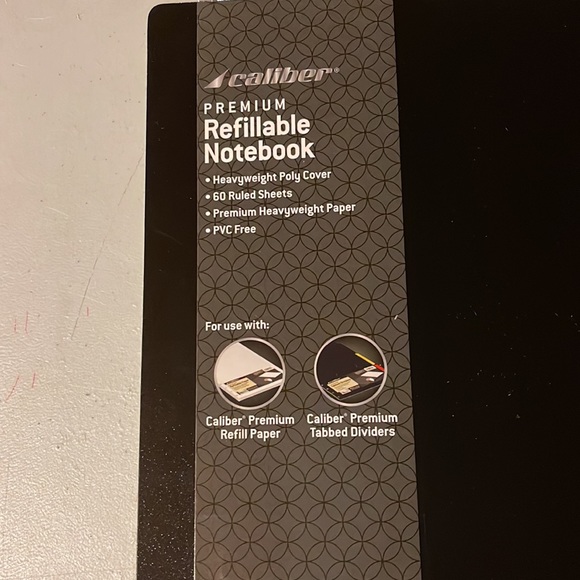 caliber®
PREMIUM
Refillable
Notebook
• Heavyweight Poly Cover
• 60 Ruled Sheets
• Premium Heavyweight Paper
• PVC Free
For use with:
Caliber® Premium
Refill Paper
Caliber® Premium
Tabbed Dividers